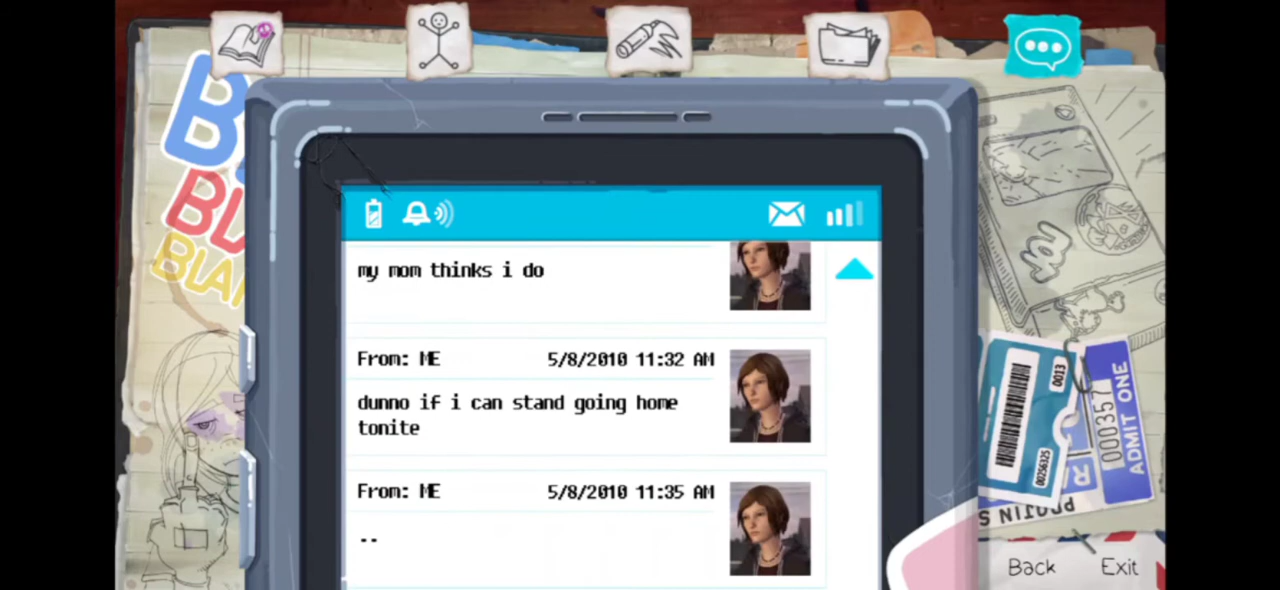 my mom thinks i do
From: ME 5/8/2010 11:32 AM
dunno if i can stand going home
tonite
From: ME 5/8/2010 11:35 AM
--
0013
00256325
000357
ADMIT ONE
Back Exit